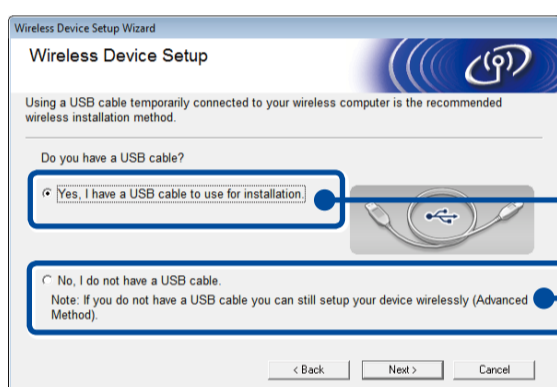 Wireless Device Setup Wizard
Wireless Device Setup
Using a USB cable temporarily connected to your wireless computer is the recommended
wireless installation method.
Do you have a USB cable?
Yes, I have a USB cable to use for installation.
No, I do not have a USB cable.
Note: If you do not have a USB cable you can still setup your device wirelessly (Advanced
Method).
< Back
Next >
Cancel